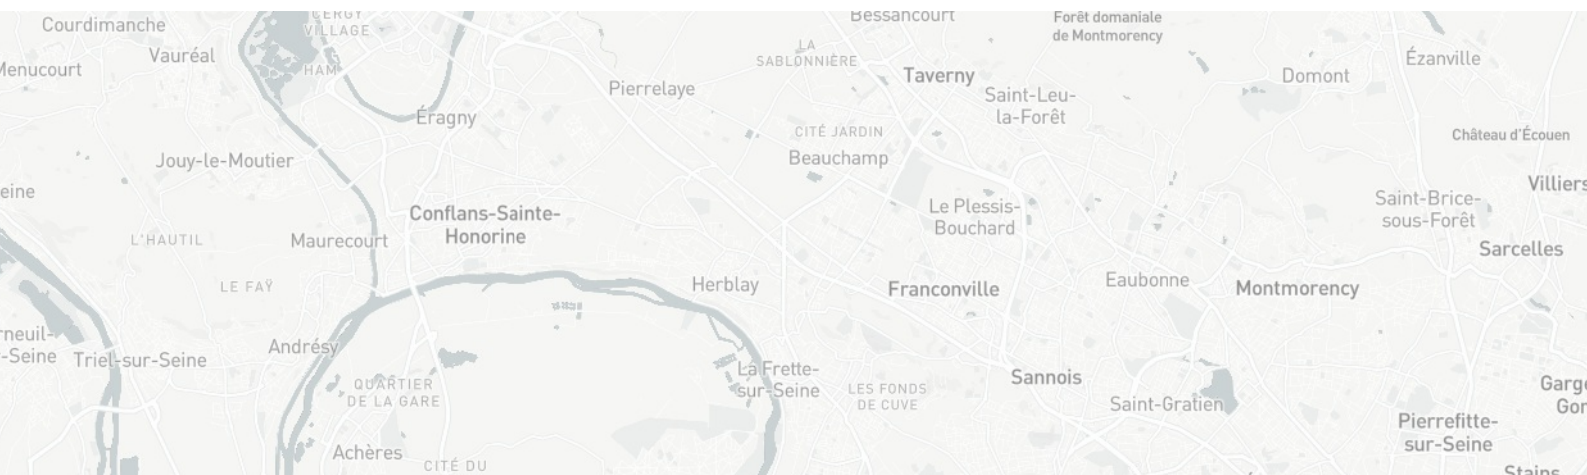 CERGY
VILLAGE
Courdimanche
Bessancourt
Forêt domaniale
de Montmorency
Vauréal
LA
SABLONNIÈRE
Ézanville
HAM
Taverny
Domont
Pierrelaye
Saint-Leu-
la-Forêt
Éragny
CITÉ JARDIN
Château d'Écouen
Jouy-le-Moutier
Beauchamp
Villiers
Saint-Brice-
sous-Forêt
Conflans-Sainte-
Honorine
Le Plessis-
Bouchard
L'HAUTIL
Maurecourt
Sarcelles
LE FAŸ
Herblay
Franconville
Eaubonne
Montmorency
Andrésy
-Seine
Triel-sur-Seine
La Frette-
sur-Seine
Sannois
QUARTIER
DE LA GARE
LES FONDS
DE CUVE
Saint-Gratien
Pierrefitte-
sur-Seine
Achères
CITÉ DU
Stains